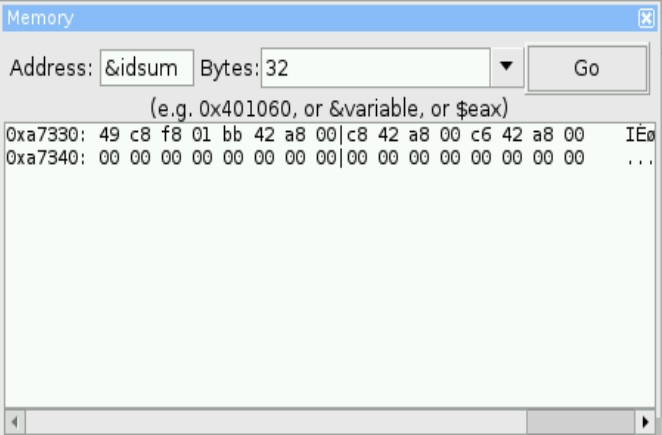 Memory
Address: &idsum Bytes: 32 Go
(e.g. 0x401060, or &variable, or $eax)
0xa7330: 49 c8 f8 01 bb 42 a8 00|c8 42 a8 00 c6 42 a8 00 IÈø
0xa7340: 00 00 00 00 00 00 00 00|00 00 00 00 00 00 00 00 ...